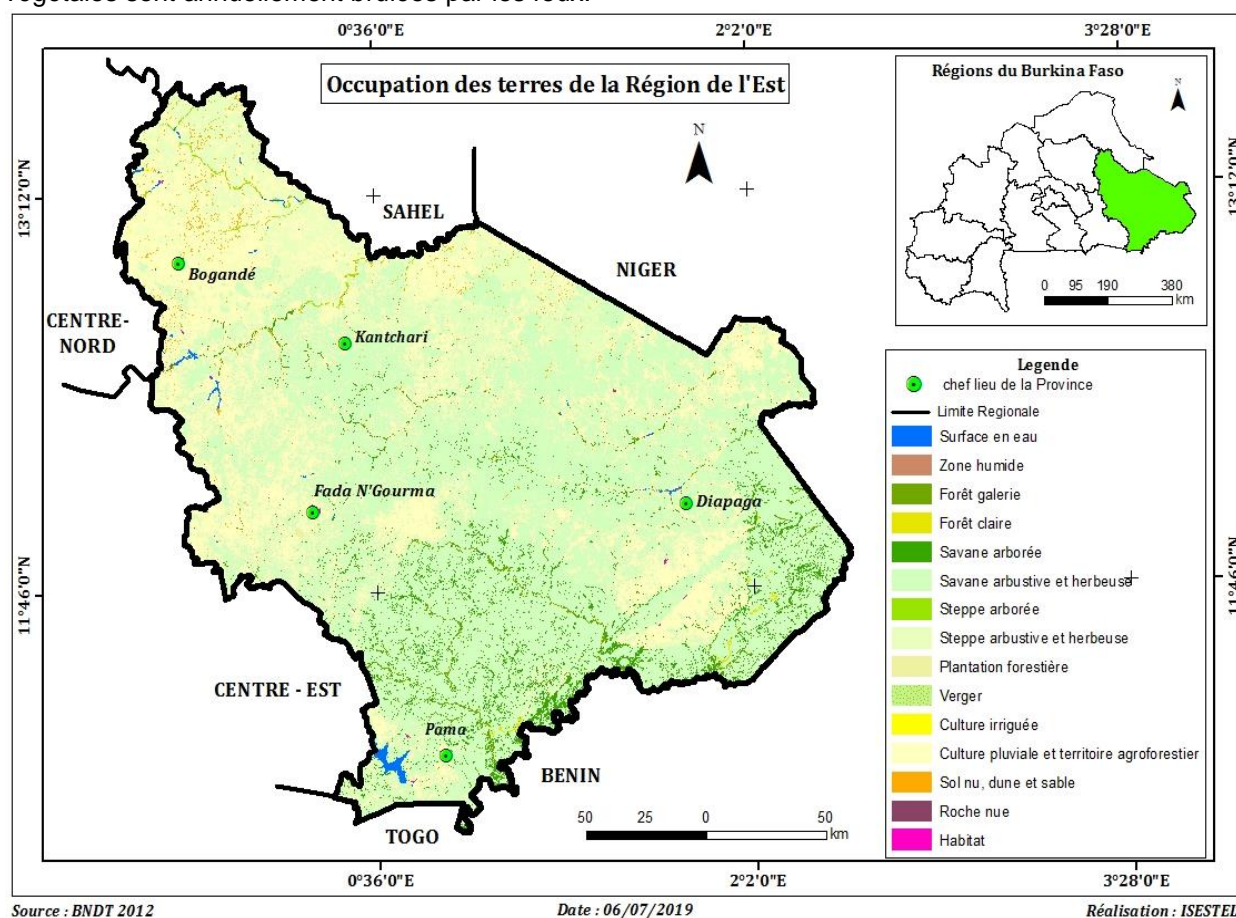 végétales sont annuellement brûlées par les feux.
0°36'0"E
2°2'0"E
3°28'0"E
Occupation des terres de la Région de l'Est
Régions du Burkina Faso
N
N
13°12'0"N
13°12'0"N
SAHEL
NIGER
Bogandé
0 95 190 380
km
CENTRE-
NORD
Kantchari
Legende
chef lieu de la Province
Limite Regionale
Surface en eau
Zone humide
Forêt galerie
Forêt claire
Savane arborée
Savane arbustive et herbeuse
Steppe arborée
Steppe arbustive et herbeuse
Plantation forestière
Verger
Culture irriguée
Culture pluviale et territoire agroforestier
Sol nu, dune et sable
Roche nue
Habitat
Fada N'Gourma
Diapaga
11°46'0"N
11°46'0"N
CENTRE - EST
Pama
BENIN
TOGO
50 25 0 50
km
0°36'0"E
2°2'0"E
3°28'0"E
Source : BNDT 2012
Date : 06/07/2019
Réalisation : ISESTEL